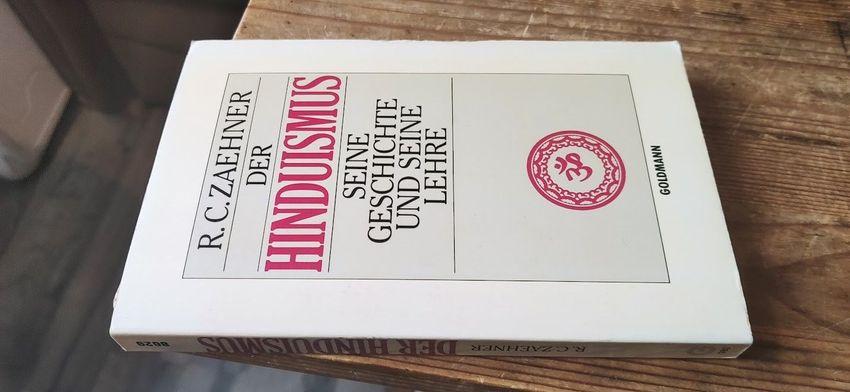 R. C. ZAEHNER
DER
HINDUISMUS
SEINE
GESCHICHTE
UND SEINE
LEHRE
ॐ
GOLDMANN
R. C. ZAEHNER
DER HINDUISMUS
8629